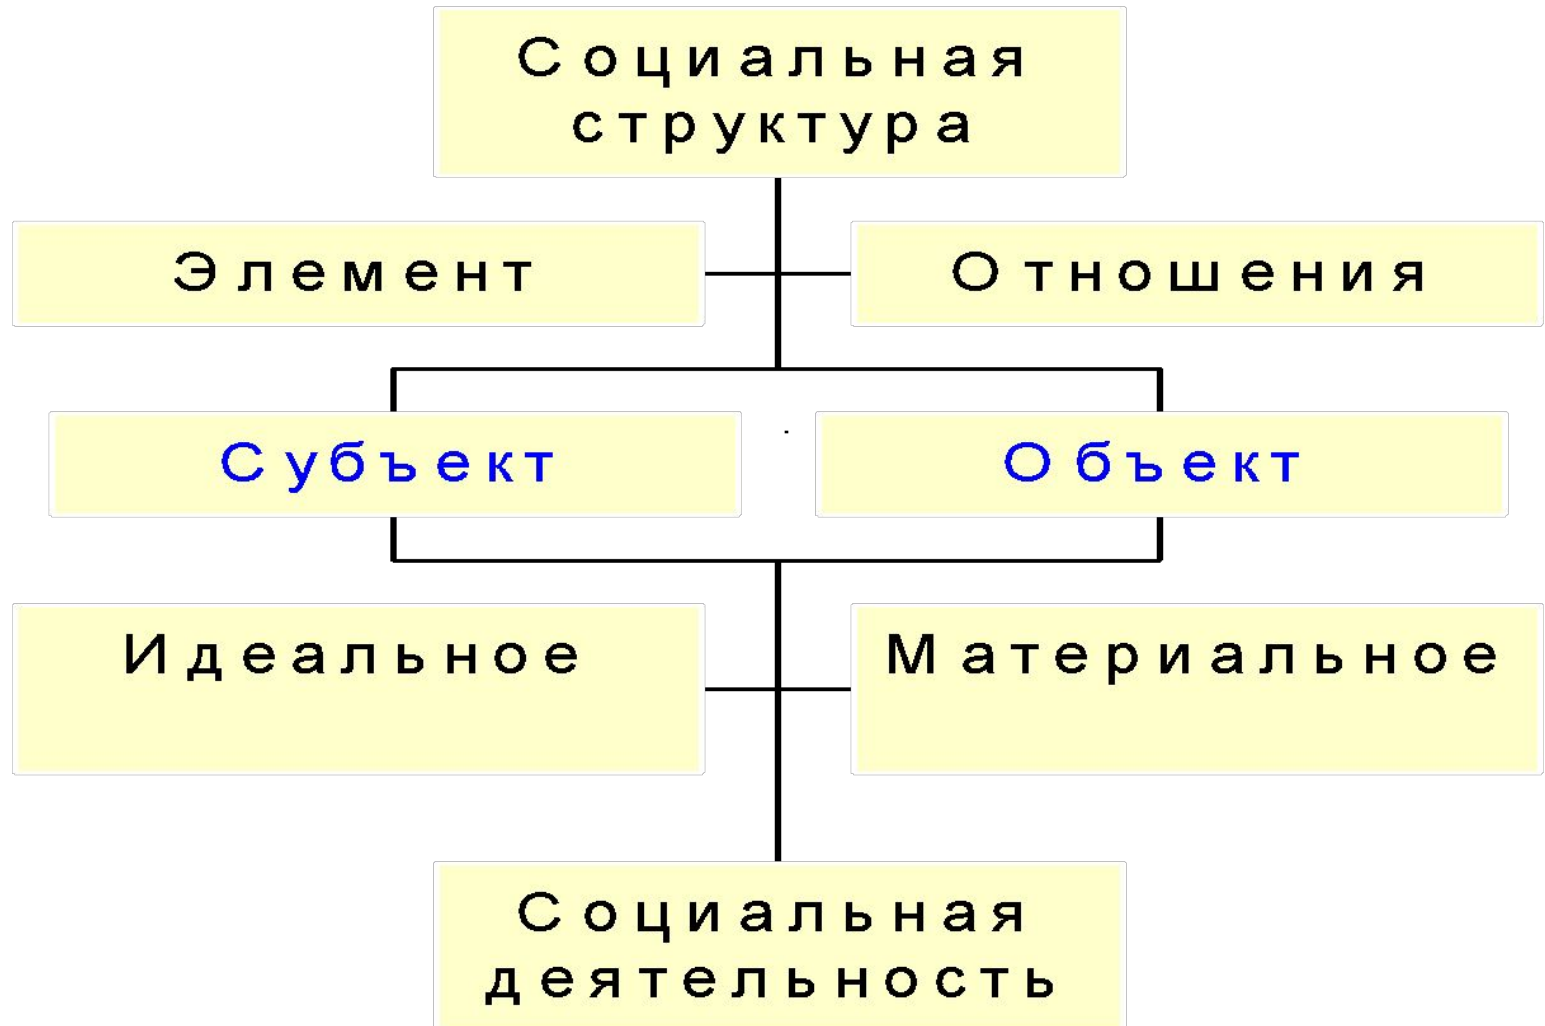 Социальная
структура
Элемент
Отношения
Субъект
Объект
Идеальное
Материальное
Социальная
деятельность